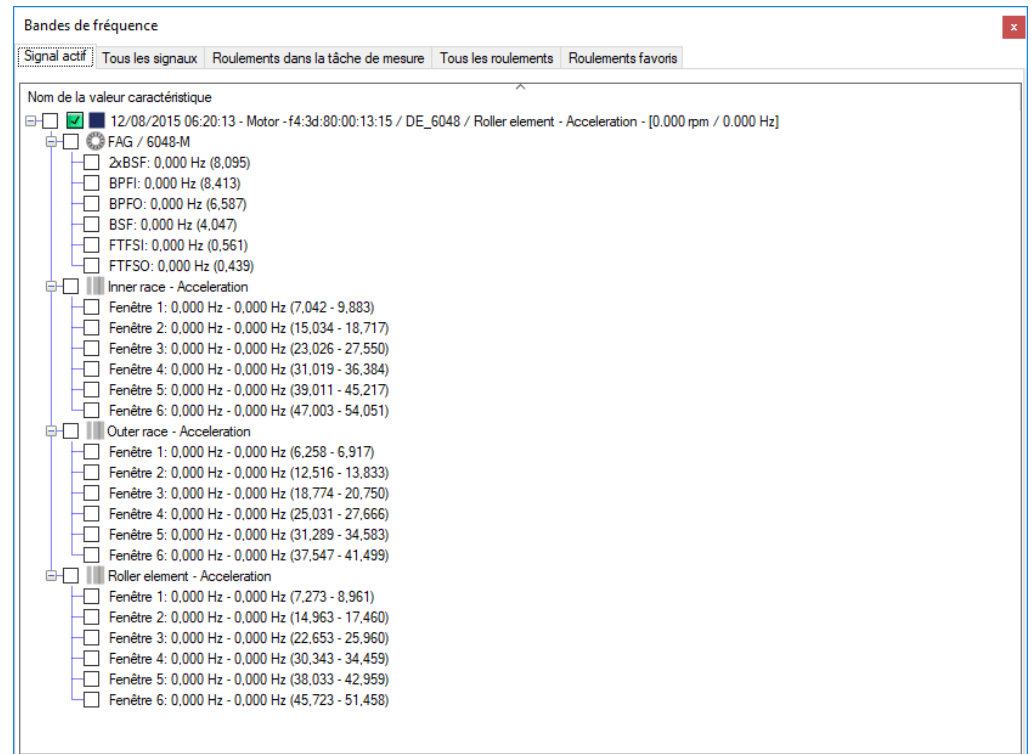 Bandes de fréquence
x
Signal actif Tous les signaux Roulements dans la tâche de mesure Tous les roulements Roulements favoris
Nom de la valeur caractéristique
12/08/2015 06:20:13 - Motor -f4:3d:80:00:13:15 / DE_6048 / Roller element - Acceleration - [0.000 rpm / 0.000 Hz]
FAG / 6048-M
2xBSF: 0,000 Hz (8,095)
BPFI: 0,000 Hz (8,413)
BPFO: 0,000 Hz (6,587)
BSF: 0,000 Hz (4,047)
FTFSI: 0,000 Hz (0,561)
FTFSO: 0,000 Hz (0,439)
Inner race - Acceleration
Fenêtre 1: 0,000 Hz - 0,000 Hz (7,042 - 9,883)
Fenêtre 2: 0,000 Hz - 0,000 Hz (15,034 - 18,717)
Fenêtre 3: 0,000 Hz - 0,000 Hz (23,026 - 27,550)
Fenêtre 4: 0,000 Hz - 0,000 Hz (31,019 - 36,384)
Fenêtre 5: 0,000 Hz - 0,000 Hz (39,011 - 45,217)
Fenêtre 6: 0,000 Hz - 0,000 Hz (47,003 - 54,051)
Outer race - Acceleration
Fenêtre 1: 0,000 Hz - 0,000 Hz (6,258 - 6,917)
Fenêtre 2: 0,000 Hz - 0,000 Hz (12,516 - 13,833)
Fenêtre 3: 0,000 Hz - 0,000 Hz (18,774 - 20,750)
Fenêtre 4: 0,000 Hz - 0,000 Hz (25,031 - 27,666)
Fenêtre 5: 0,000 Hz - 0,000 Hz (31,289 - 34,583)
Fenêtre 6: 0,000 Hz - 0,000 Hz (37,547 - 41,499)
Roller element - Acceleration
Fenêtre 1: 0,000 Hz - 0,000 Hz (7,273 - 8,961)
Fenêtre 2: 0,000 Hz - 0,000 Hz (14,963 - 17,460)
Fenêtre 3: 0,000 Hz - 0,000 Hz (22,653 - 25,960)
Fenêtre 4: 0,000 Hz - 0,000 Hz (30,343 - 34,459)
Fenêtre 5: 0,000 Hz - 0,000 Hz (38,033 - 42,959)
Fenêtre 6: 0,000 Hz - 0,000 Hz (45,723 - 51,458)